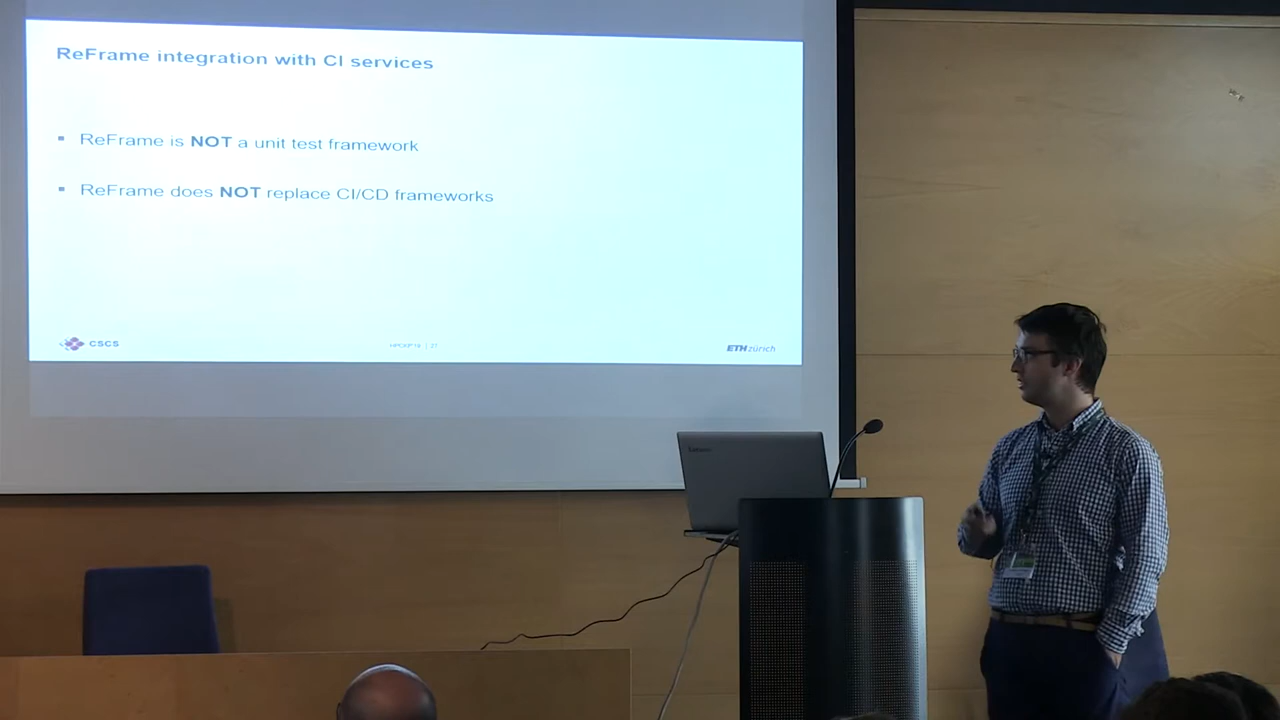 ReFrame integration with CI services
ReFrame is NOT a unit test framework
ReFrame does NOT replace CI/CD frameworks
CSCS
ETH zürich